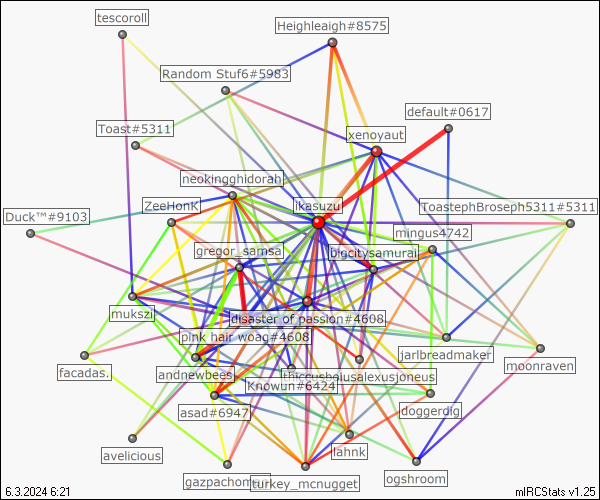 tescoroll
Heighleaigh#8575
Random Stuf6#5983
default#0617
Toast#5311
xenoyaut
neokingghidorah
ToastephBroseph5311#5311
ikasuzu
ZeeHonK
Duck™#9103
mingus4742
gregor_samsa
bigcitysamurai
mukszi
disaster of passion#4608
pink hair woag#4608
jarlbreadmaker
moonraven
facadas.
andnewbees
thiccusboiusalexusjoneus
Knowun#6424
asad#6947
doggerdig
lahnk
avelicious
gazpachom
turkey_mcnugget
ogshroom
6.3.2024 6:21
mIRCStats v1.25